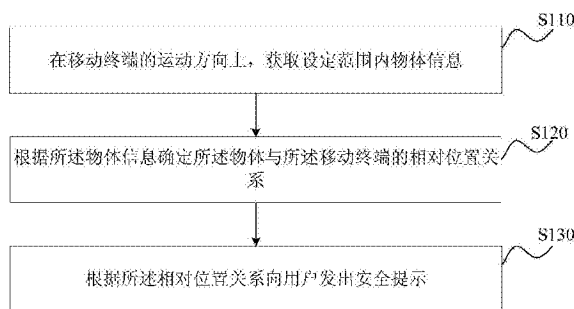 S110
在移动终端的运动方向上，获取设定范围内物体信息
S120
根据所述物体信息确定所述物体与所述移动终端的相对位置关
系
S130
根据所述相对位置关系向用户发出安全提示